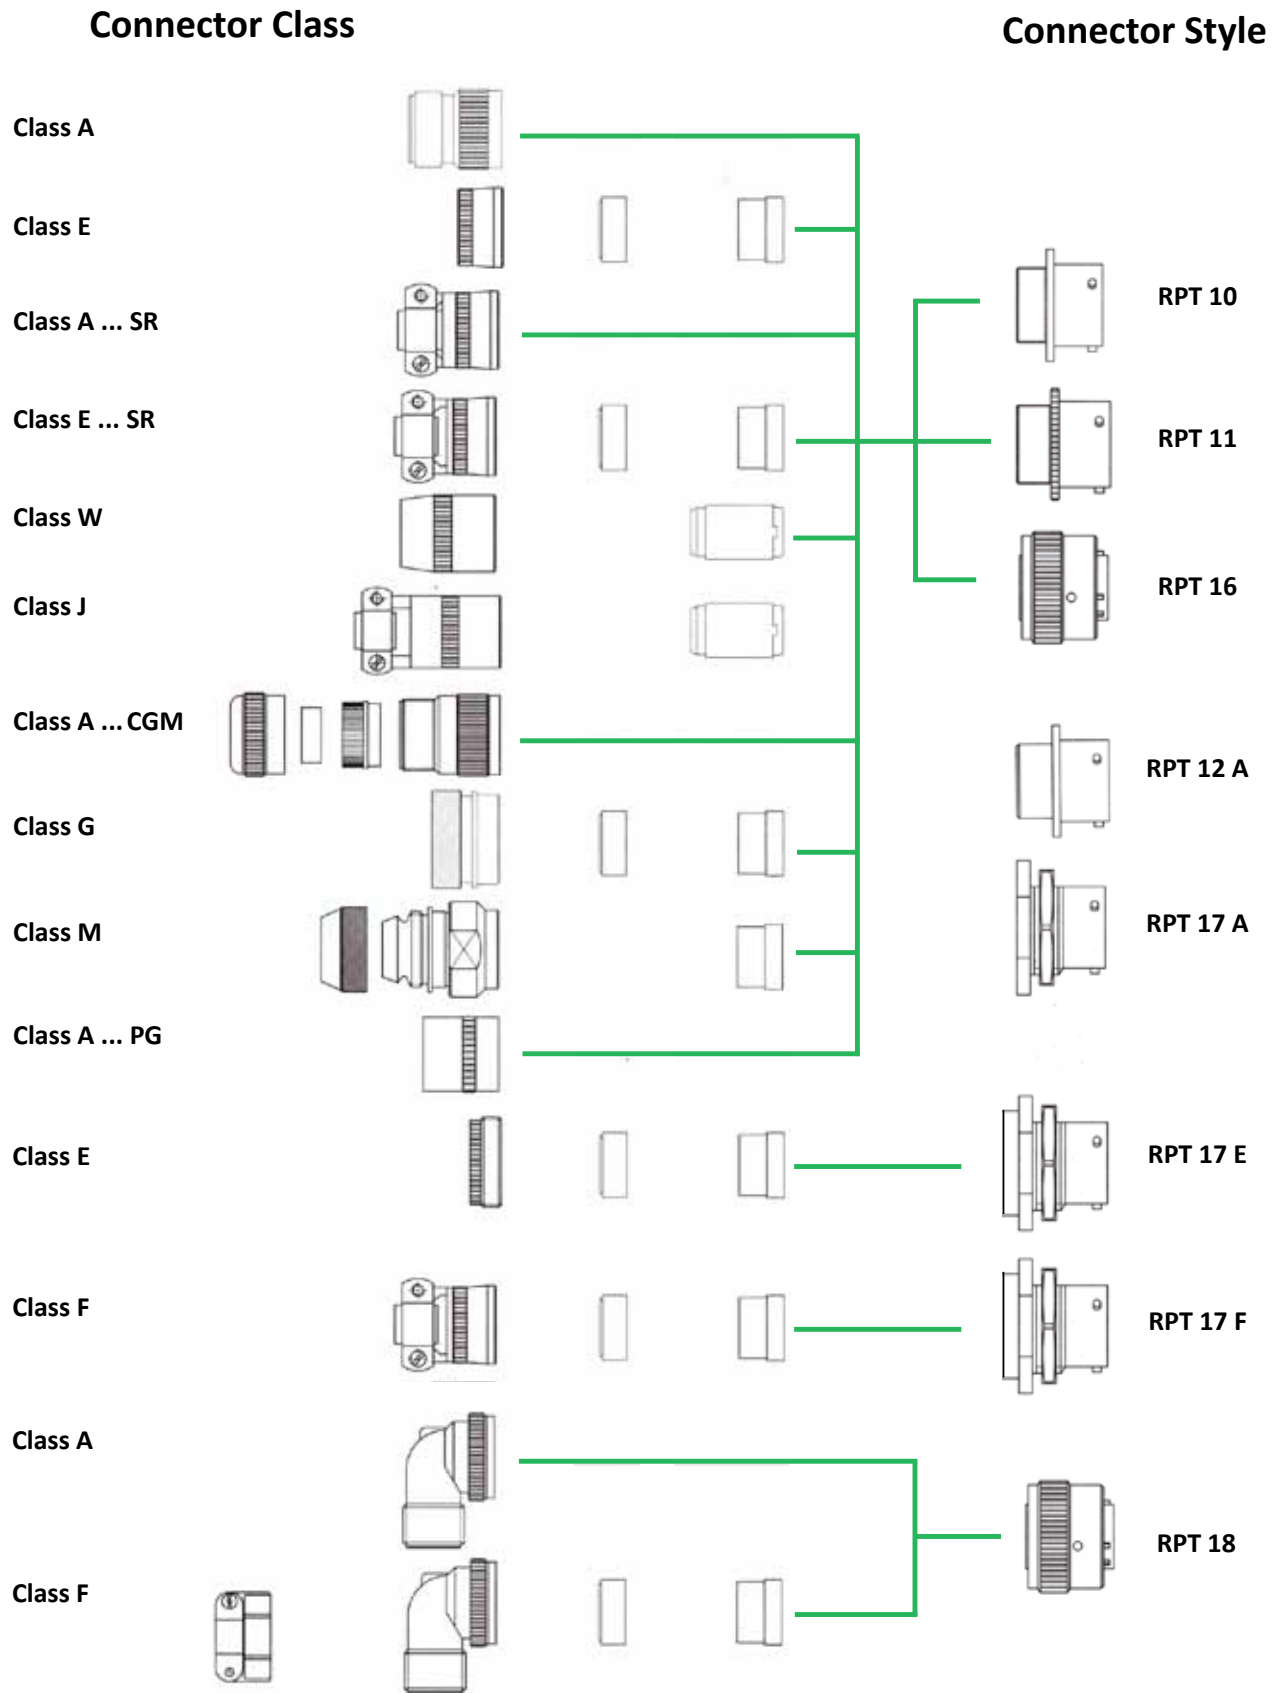 Connector Class
Connector Style
Class A
Class E
Class A ... SR
Class E ... SR
Class W
Class J
Class A ... CGM
Class G
Class M
Class A ... PG
Class E
Class F
Class A
Class F
RPT 10
RPT 11
RPT 16
RPT 12 A
RPT 17 A
RPT 17 E
RPT 17 F
RPT 18